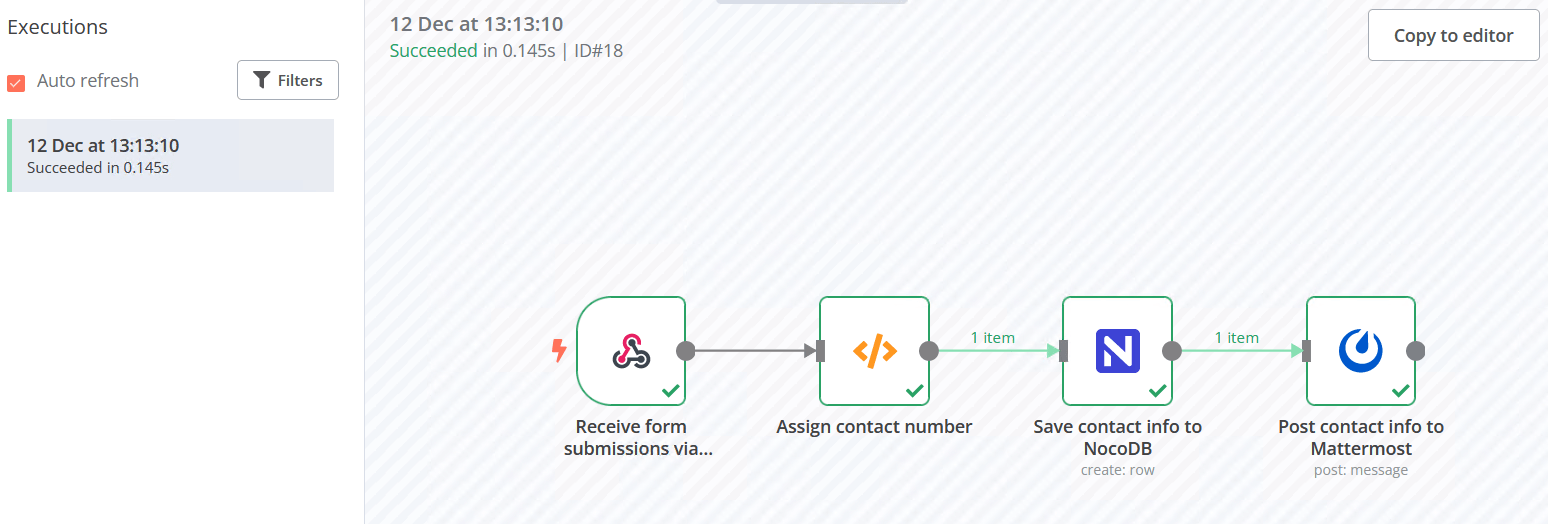 Executions
Auto refresh
Filters
12 Dec at 13:13:10
Succeeded in 0.145s
12 Dec at 13:13:10
Succeeded in 0.145s | ID#18
Copy to editor
1 item
1 item
Receive form
submissions via...
Assign contact number
Save contact info to
NocoDB
create: row
Post contact info to
Mattermost
post: message